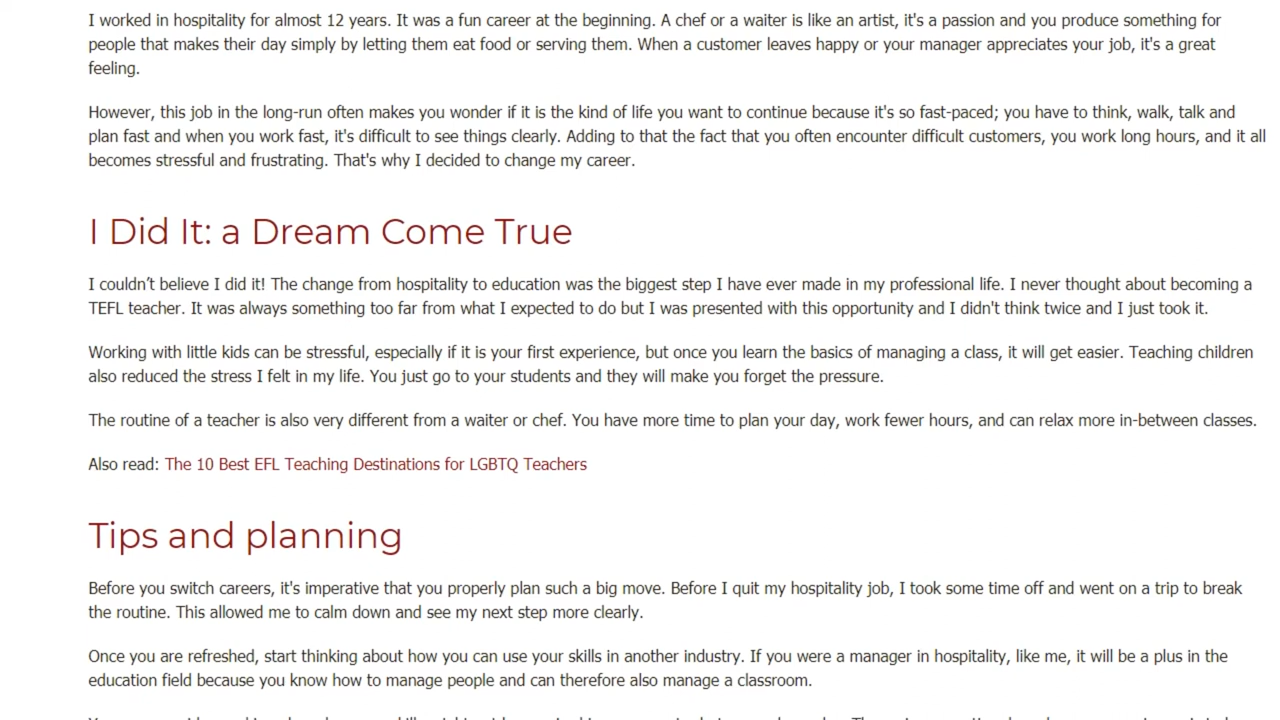 I worked in hospitality for almost 12 years. It was a fun career at the beginning. A chef or a waiter is like an artist, it's a passion and you produce something for
people that makes their day simply by letting them eat food or serving them. When a customer leaves happy or your manager appreciates your job, it's a great
feeling.
However, this job in the long-run often makes you wonder if it is the kind of life you want to continue because it's so fast-paced; you have to think, walk, talk and
plan fast and when you work fast, it's difficult to see things clearly. Adding to that the fact that you often encounter difficult customers, you work long hours, and it all
becomes stressful and frustrating. That's why I decided to change my career.
I Did It: a Dream Come True
I couldn’t believe I did it! The change from hospitality to education was the biggest step I have ever made in my professional life. I never thought about becoming a
TEFL teacher. It was always something too far from what I expected to do but I was presented with this opportunity and I didn't think twice and I just took it.
Working with little kids can be stressful, especially if it is your first experience, but once you learn the basics of managing a class, it will get easier. Teaching children
also reduced the stress I felt in my life. You just go to your students and they will make you forget the pressure.
The routine of a teacher is also very different from a waiter or chef. You have more time to plan your day, work fewer hours, and can relax more in-between classes.
Also read: The 10 Best EFL Teaching Destinations for LGBTQ Teachers
Tips and planning
Before you switch careers, it's imperative that you properly plan such a big move. Before I quit my hospitality job, I took some time off and went on a trip to break
the routine. This allowed me to calm down and see my next step more clearly.
Once you are refreshed, start thinking about how you can use your skills in another industry. If you were a manager in hospitality, like me, it will be a plus in the
education field because you know how to manage people and can therefore also manage a classroom.